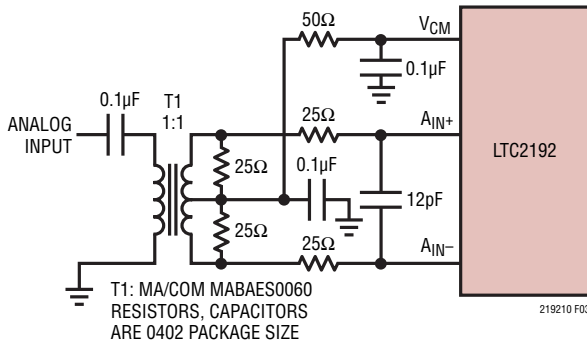 50Ω
VCM
0.1µF
0.1µF
T1
1:1
ANALOG
INPUT
25Ω
AIN+
LTC2192
25Ω
0.1µF
12pF
25Ω
25Ω
AIN–
T1: MA/COM MABAES0060
RESISTORS, CAPACITORS
ARE 0402 PACKAGE SIZE
219210 F03